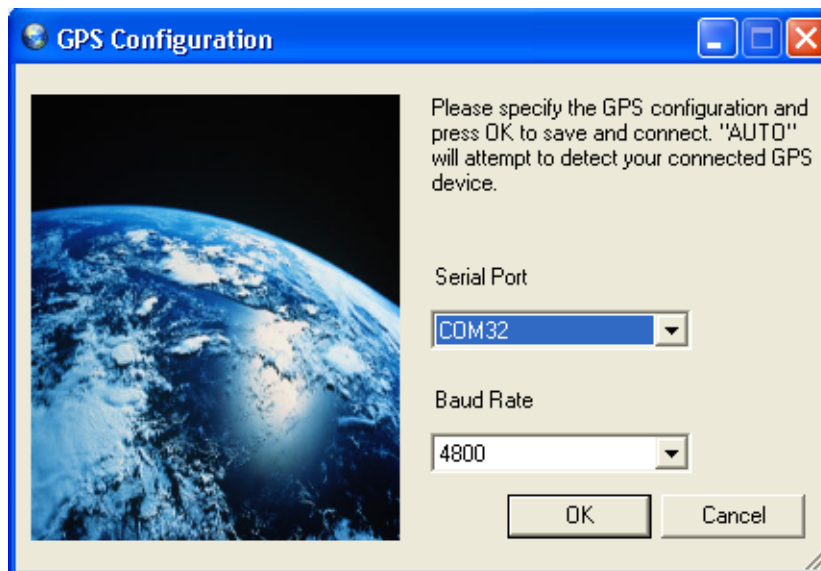 GPS Configuration
Please specify the GPS configuration and
press OK to save and connect. "AUTO"
will attempt to detect your connected GPS
device.
Serial Port
COM32
Baud Rate
4800
OK
Cancel